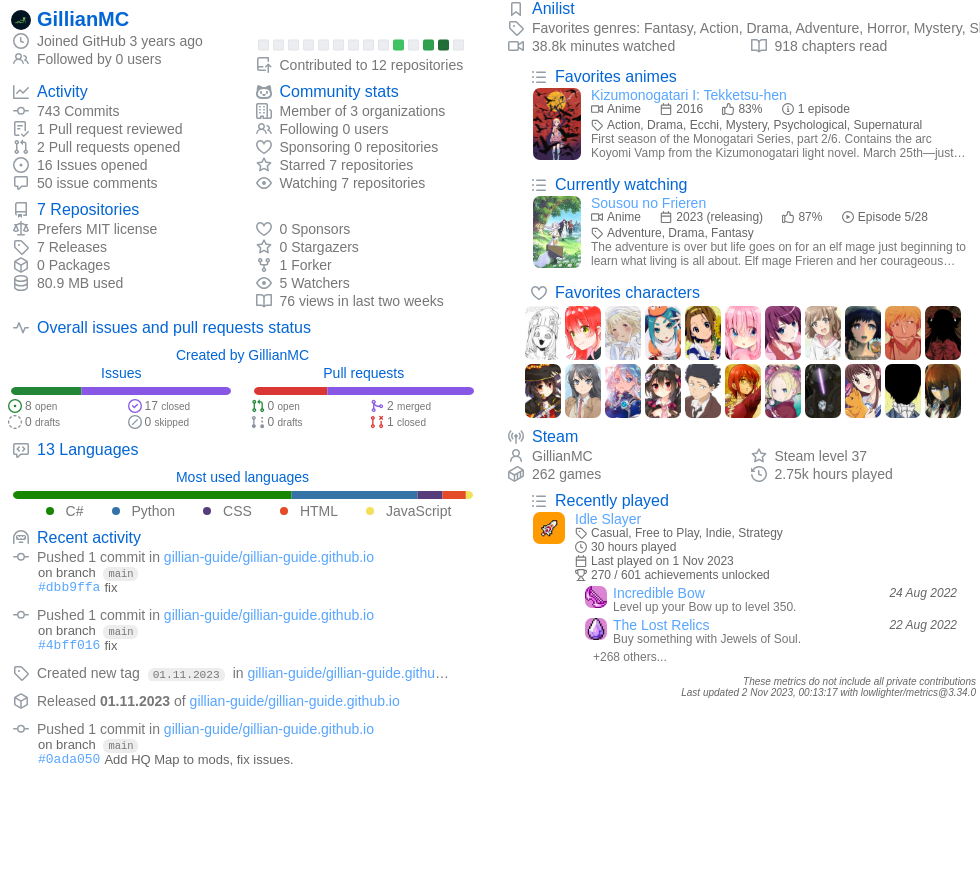 GillianMC
Joined GitHub 3 years ago
Followed by 0 users
Contributed to 12 repositories
Activity
743 Commits
1 Pull request reviewed
2 Pull requests opened
16 Issues opened
50 issue comments
Community stats
Member of 3 organizations
Following 0 users
Sponsoring 0 repositories
Starred 7 repositories
Watching 7 repositories
7 Repositories
Prefers MIT license
7 Releases
0 Packages
80.9 MB used
0 Sponsors
0 Stargazers
1 Forker
5 Watchers
76 views in last two weeks
Overall issues and pull requests status
Created by GillianMC
Issues
8 open
17 closed
0 drafts
0 skipped
Pull requests
0 open
2 merged
0 drafts
1 closed
13 Languages
Most used languages
C# Python CSS HTML JavaScript
Recent activity
Pushed 1 commit in gillian-guide/gillian-guide.github.io
on branch main
#dbb9ffa fix
Pushed 1 commit in gillian-guide/gillian-guide.github.io
on branch main
#4bff016 fix
Created new tag 01.11.2023 in gillian-guide/gillian-guide.githu…
Released 01.11.2023 of gillian-guide/gillian-guide.github.io
Pushed 1 commit in gillian-guide/gillian-guide.github.io
on branch main
#0ada050 Add HQ Map to mods, fix issues.
Anilist
Favorites genres: Fantasy, Action, Drama, Adventure, Horror, Mystery, S
38.8k minutes watched
918 chapters read
Favorites animes
Kizumonogatari I: Tekketsu-hen
Anime 2016 83% 1 episode
Action, Drama, Ecchi, Mystery, Psychological, Supernatural
First season of the Monogatari Series, part 2/6. Contains the arc
Koyomi Vamp from the Kizumonogatari light novel. March 25th—just…
Currently watching
Sousou no Frieren
Anime 2023 (releasing) 87% Episode 5/28
Adventure, Drama, Fantasy
The adventure is over but life goes on for an elf mage just beginning to
learn what living is all about. Elf mage Frieren and her courageous…
Favorites characters
Steam
GillianMC
Steam level 37
262 games
2.75k hours played
Recently played
Idle Slayer
Casual, Free to Play, Indie, Strategy
30 hours played
Last played on 1 Nov 2023
270 / 601 achievements unlocked
Incredible Bow 24 Aug 2022
Level up your Bow up to level 350.
The Lost Relics 22 Aug 2022
Buy something with Jewels of Soul.
+268 others...
These metrics do not include all private contributions
Last updated 2 Nov 2023, 00:13:17 with lowlighter/metrics@3.34.0